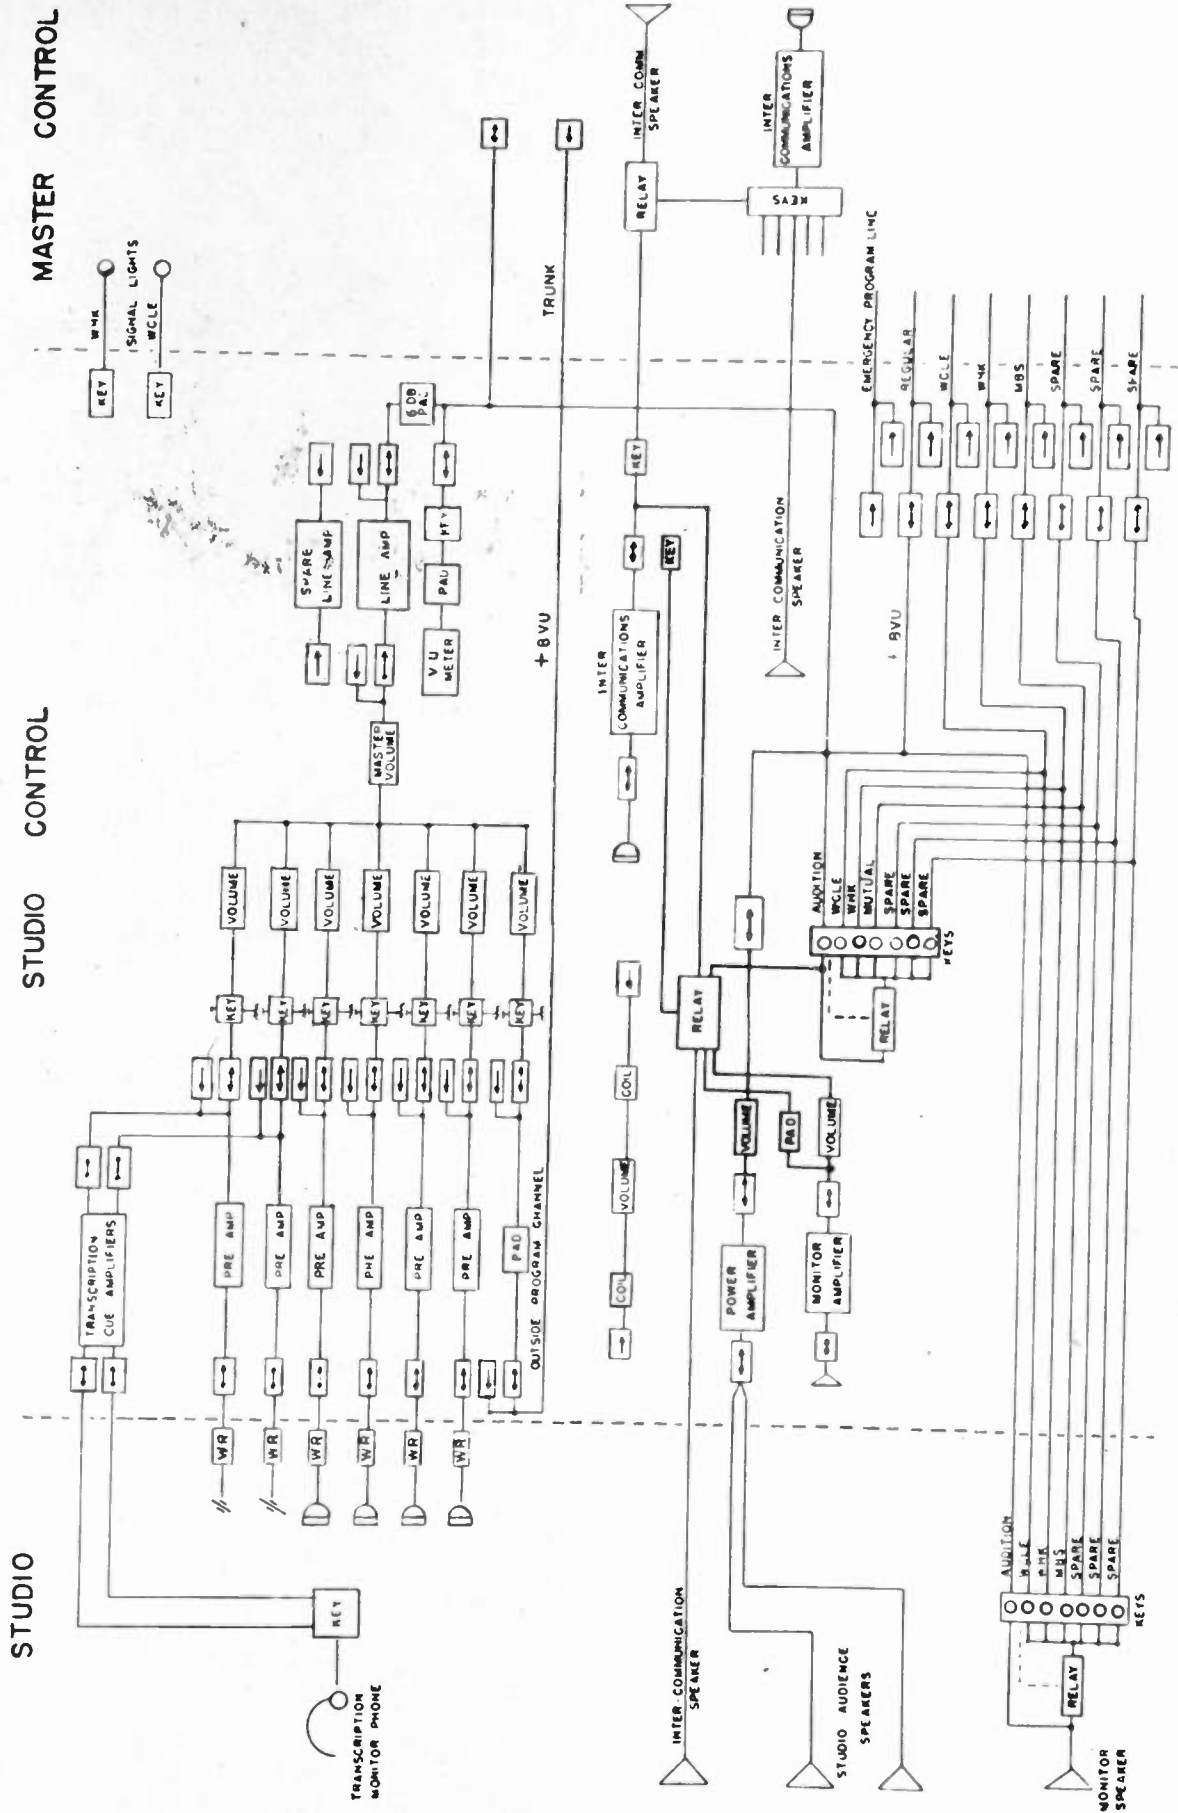 STUDIO
STUDIO CONTROL
MASTER CONTROL
TRANSCRIPTION
MONITOR PHONE
KEY
TRANSCRIPTION
CUE AMPLIFIERS
WR
WR
WR
WR
WR
WR
PRE AMP
PRE AMP
PRE AMP
PRE AMP
PRE AMP
PRE AMP
PAD
OUTSIDE PROGRAM CHANNEL
KEY
KEY
KEY
KEY
KEY
KEY
KEY
VOLUME
VOLUME
VOLUME
VOLUME
VOLUME
VOLUME
VOLUME
MASTER
VOLUME
SPARE
LINE AMP
LINE AMP
VU
METER
PAD
KEY
6 DB
PAD
KEY
WHK
SIGNAL LIGHTS
KEY
WCLE
+8VU
TRUNK
INTER
COMMUNICATIONS
AMPLIFIER
KEY
KEY
RELAY
INTER COMM
SPEAKER
KEYS
INTER
COMMUNICATIONS
AMPLIFIER
INTER COMMUNICATION
SPEAKER
COIL
VOLUME
COIL
INTER-COMMUNICATION
SPEAKER
RELAY
STUDIO AUDIENCE
SPEAKERS
POWER
AMPLIFIER
VOLUME
PAD
MONITOR
AMPLIFIER
VOLUME
RELAY
AUDITION
WCLE
WHK
MUTUAL
SPARE
SPARE
SPARE
KEYS
+8VU
EMERGENCY PROGRAM LINE
REGULAR
WCLE
WHK
MBS
SPARE
SPARE
SPARE
MONITOR
SPEAKER
RELAY
AUDITION
WCLE
WHK
MBS
SPARE
SPARE
SPARE
KEYS